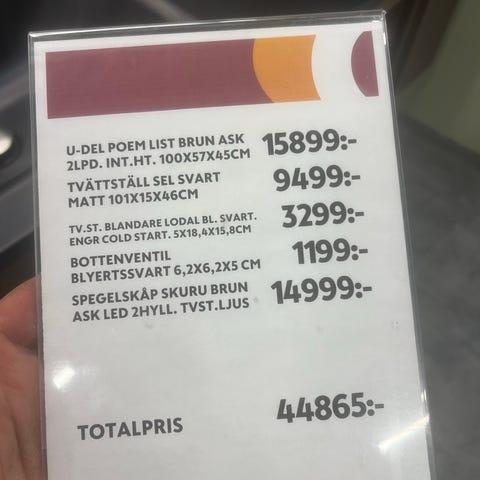 U-DEL POEM LIST BRUN ASK 15899:-
2LPD. INT.HT. 100X57X45CM
TVÄTTSTÄLL SEL SVART 9499:-
MATT 101X15X46CM
TV.ST. BLANDARE LODAL BL. SVART. 3299:-
ENGR COLD START. 5X18,4X15,8CM
BOTTENVENTIL 1199:-
BLYERTSSVART 6,2X6,2X5 CM
SPEGELSKÅP SKURU BRUN 14999:-
ASK LED 2HYLL. TVST.LJUS
TOTALPRIS 44865:-